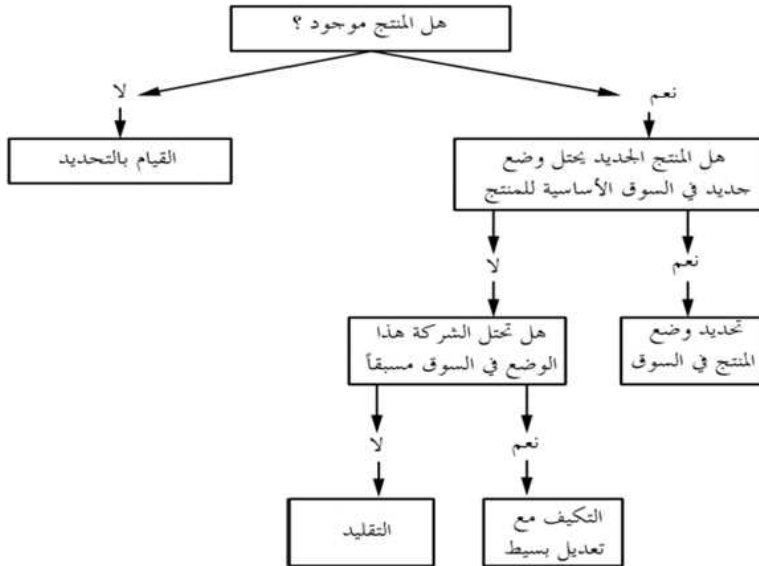 هل المنتج موجود ؟
لا
نعم
القيام بالتحديد
هل المنتج الجديد يحتل وضع
جديد في السوق الأساسية للمنتج
لا
نعم
هل تحتل الشركة هذا
الوضع في السوق مسبقاً
تحديد وضع
المنتج في السوق
لا
نعم
التقليد
التكيف مع
تعديل بسيط